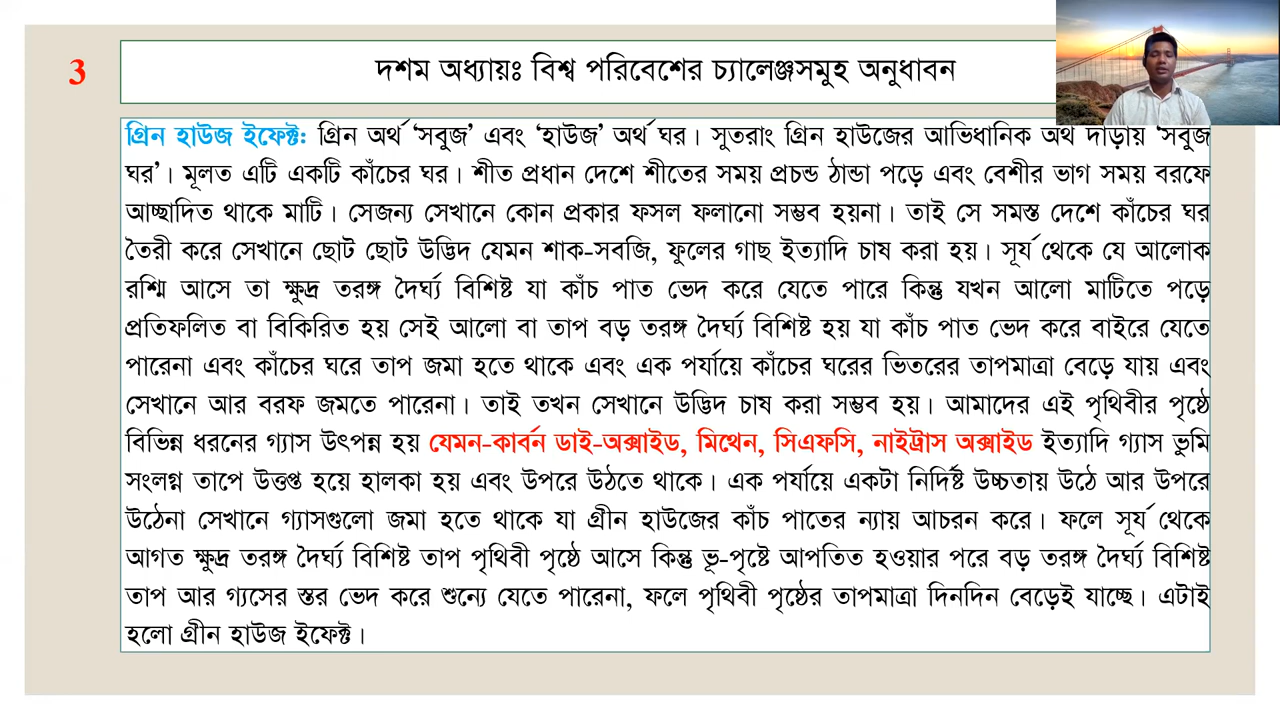 3
দশম অধ্যায়ঃ বিশ্ব পরিবেশের চ্যালেঞ্জসমুহ অনুধাবন
গ্রিন হাউজ ইফেক্ট: গ্রিন অর্থ ‘সবুজ’ এবং ‘হাউজ’ অর্থ ঘর। সুতরাং গ্রিন হাউজের আভিধানিক অর্থ দাড়ায় ‘সবুজ
ঘর’। মূলত এটি একটি কাঁচের ঘর। শীত প্রধান দেশে শীতের সময় প্রচন্ড ঠান্ডা পড়ে এবং বেশীর ভাগ সময় বরফে
আচ্ছাদিত থাকে মাটি। সেজন্য সেখানে কোন প্রকার ফসল ফলানো সম্ভব হয়না। তাই সে সমস্ত দেশে কাঁচের ঘর
তৈরী করে সেখানে ছোট ছোট উদ্ভিদ যেমন শাক-সবজি, ফুলের গাছ ইত্যাদি চাষ করা হয়। সূর্য থেকে যে আলোক
রশ্মি আসে তা ক্ষুদ্র তরঙ্গ দৈর্ঘ্য বিশিষ্ট যা কাঁচ পাত ভেদ করে যেতে পারে কিন্তু যখন আলো মাটিতে পড়ে
প্রতিফলিত বা বিকিরিত হয় সেই আলো বা তাপ বড় তরঙ্গ দৈর্ঘ্য বিশিষ্ট হয় যা কাঁচ পাত ভেদ করে বাইরে যেতে
পারেনা এবং কাঁচের ঘরে তাপ জমা হতে থাকে এবং এক পর্যায়ে কাঁচের ঘরের ভিতরের তাপমাত্রা বেড়ে যায় এবং
সেখানে আর বরফ জমতে পারেনা। তাই তখন সেখানে উদ্ভিদ চাষ করা সম্ভব হয়। আমাদের এই পৃথিবীর পৃষ্ঠে
বিভিন্ন ধরনের গ্যাস উৎপন্ন হয় যেমন-কার্বন ডাই-অক্সাইড, মিথেন, সিএফসি, নাইট্রাস অক্সাইড ইত্যাদি গ্যাস ভুমি
সংলগ্ন তাপে উত্তপ্ত হয়ে হালকা হয় এবং উপরে উঠতে থাকে। এক পর্যায়ে একটা নির্দিষ্ট উচ্চতায় উঠে আর উপরে
উঠেনা সেখানে গ্যাসগুলো জমা হতে থাকে যা গ্রীন হাউজের কাঁচ পাতের ন্যায় আচরন করে। ফলে সূর্য থেকে
আগত ক্ষুদ্র তরঙ্গ দৈর্ঘ্য বিশিষ্ট তাপ পৃথিবী পৃষ্ঠে আসে কিন্তু ভূ-পৃষ্টে আপতিত হওয়ার পরে বড় তরঙ্গ দৈর্ঘ্য বিশিষ্ট
তাপ আর গ্যসের স্তর ভেদ করে শুন্যে যেতে পারেনা, ফলে পৃথিবী পৃষ্ঠের তাপমাত্রা দিনদিন বেড়েই যাচ্ছে। এটাই
হলো গ্রীন হাউজ ইফেক্ট।